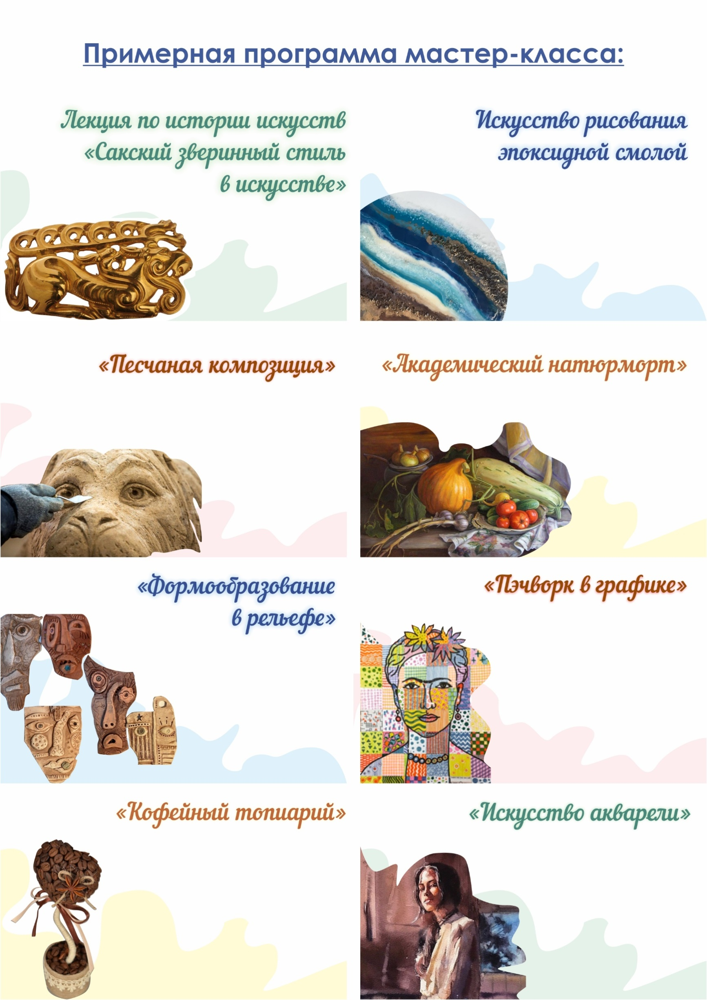 Примерная программа мастер-класса:
Лекция по истории искусств
«Сакский звериннный стиль
в искусстве»
Искусство рисования
эпоксидной смолой
«Песчаная композиция»
«Академический натюрморт»
«Формообразование
в рельефе»
«Пэчворк в графике»
«Кофейный топиарий»
«Искусство акварели»